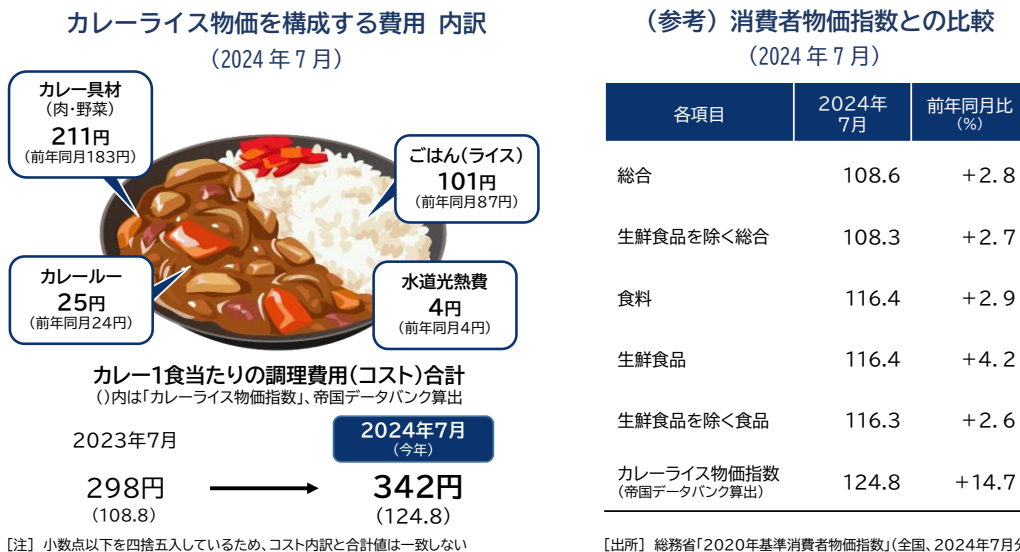 カレーライス物価を構成する費用 内訳
（2024年7月）
カレー具材
（肉・野菜）
211円
（前年同月183円）
ごはん（ライス）
101円
（前年同月87円）
カレールー
25円
（前年同月24円）
水道光熱費
4円
（前年同月4円）
カレー1食当たりの調理費用（コスト）合計
（）内は「カレーライス物価指数」、帝国データバンク算出
2023年7月
2024年7月
（今年）
298円
（108.8）
342円
（124.8）
［注］ 小数点以下を四捨五入しているため、コスト内訳と合計値は一致しない
（参考）消費者物価指数との比較
（2024年7月）
各項目 2024年7月 前年同月比（%）
総合 108.6 +2.8
生鮮食品を除く総合 108.3 +2.7
食料 116.4 +2.9
生鮮食品 116.4 +4.2
生鮮食品を除く食品 116.3 +2.6
カレーライス物価指数 124.8 +14.7
（帝国データバンク算出）
［出所］ 総務省「2020年基準消費者物価指数」（全国、2024年7月